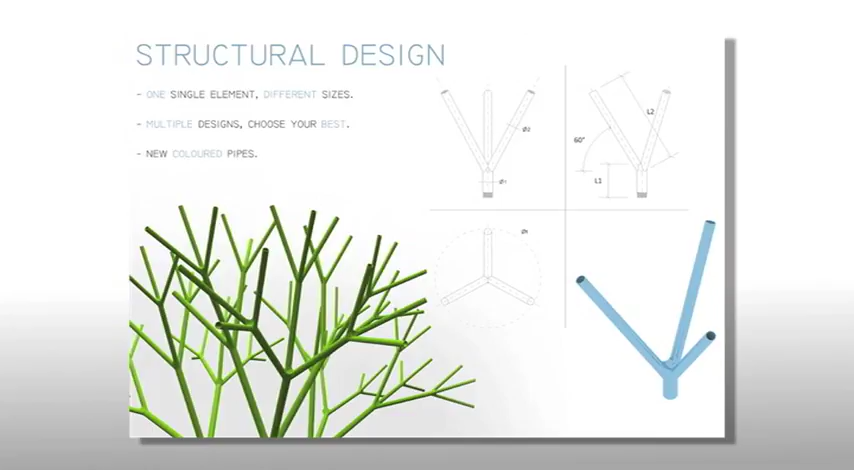 STRUCTURAL DESIGN
- ONE SINGLE ELEMENT, DIFFERENT SIZES.
- MULTIPLE DESIGNS, CHOOSE YOUR BEST.
- NEW COLOURED PIPES.
L2
60°
L1